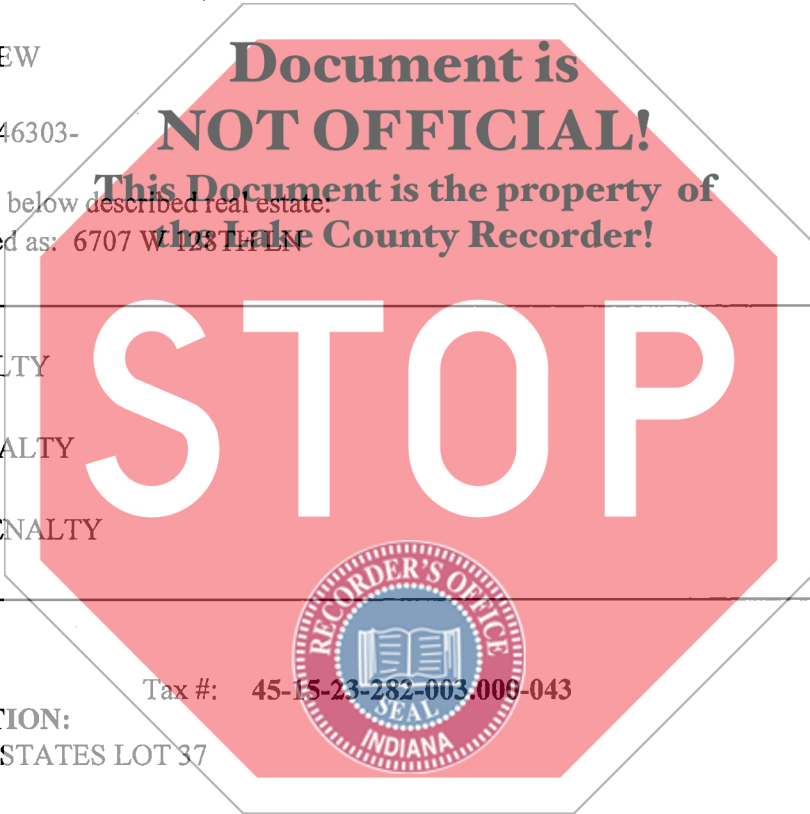 EW
Document is
NOT OFFICIAL!
46303-
This Document is the property of
below described real estate:
the Lake County Recorder!
d as: 6707 W 128TH LN
STOP
LTY
ALTY
NALTY
RECORDER'S OFFICE
SEAL
INDIANA
Tax #: 45-15-23-282-003.000-043
TION:
STATES LOT 37